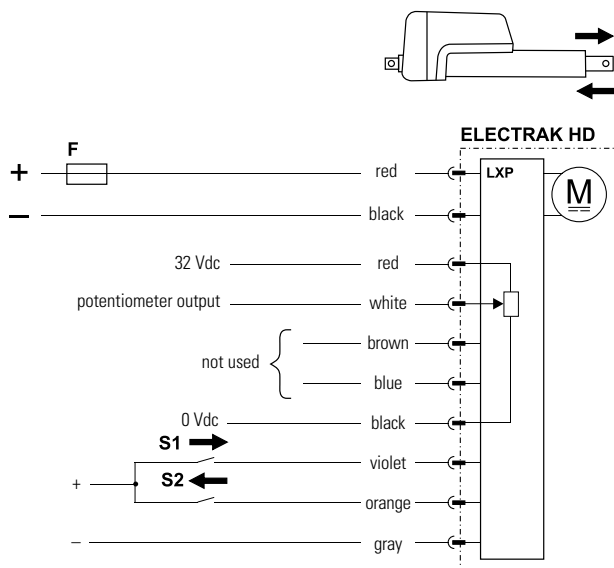 ELECTRAK HD
F
+ red LXP
M
– black
32 Vdc red
potentiometer output white
brown
not used
blue
0 Vdc black
S1
violet
S2
+
orange
– gray